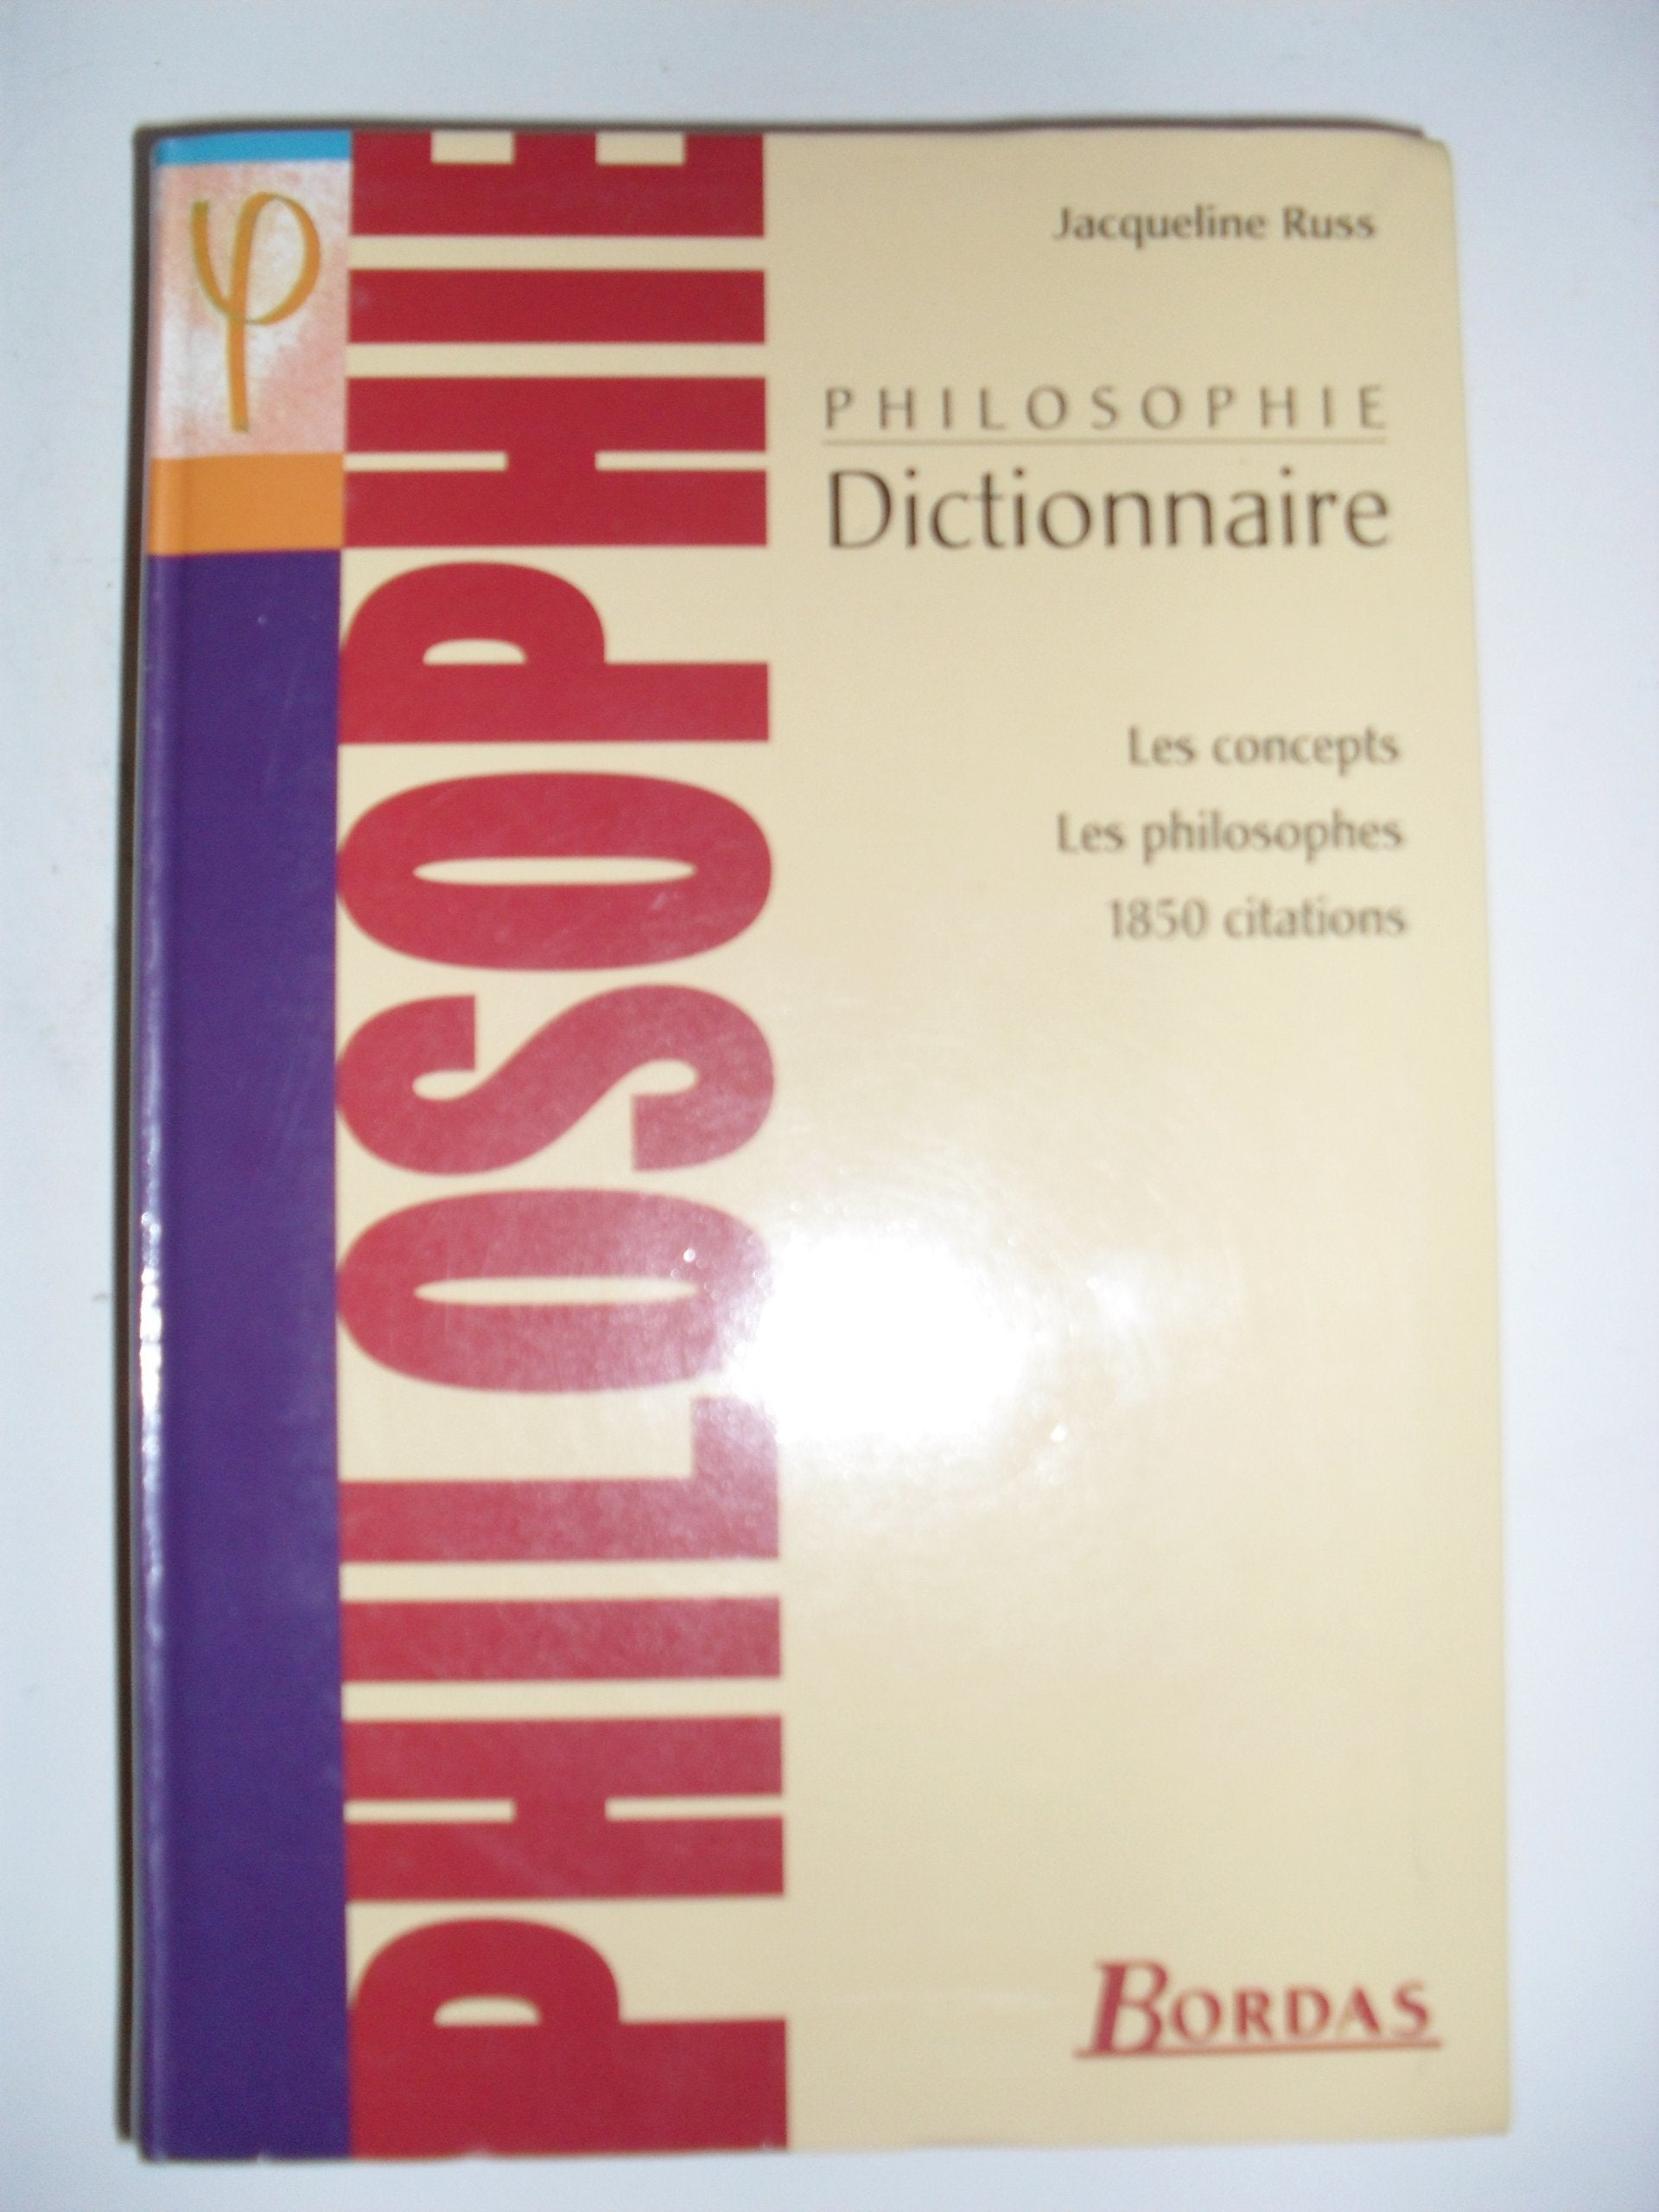 φ
PHILOSOPHIE
Jacqueline Russ
PHILOSOPHIE
Dictionnaire
Les concepts
Les philosophes
1850 citations
BORDAS